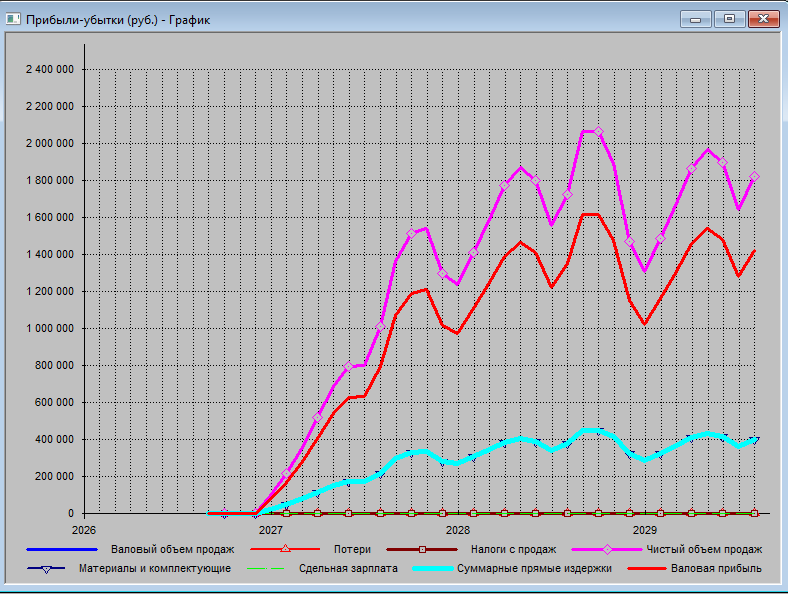 Прибыли-убытки (руб.) - График
2 400 000
2 200 000
2 000 000
1 800 000
1 600 000
1 400 000
1 200 000
1 000 000
800 000
600 000
400 000
200 000
0
2026 2027 2028 2029
Валовый объем продаж Потери Налоги с продаж Чистый объем продаж
Материалы и комплектующие Сдельная зарплата Суммарные прямые издержки Валовая прибыль